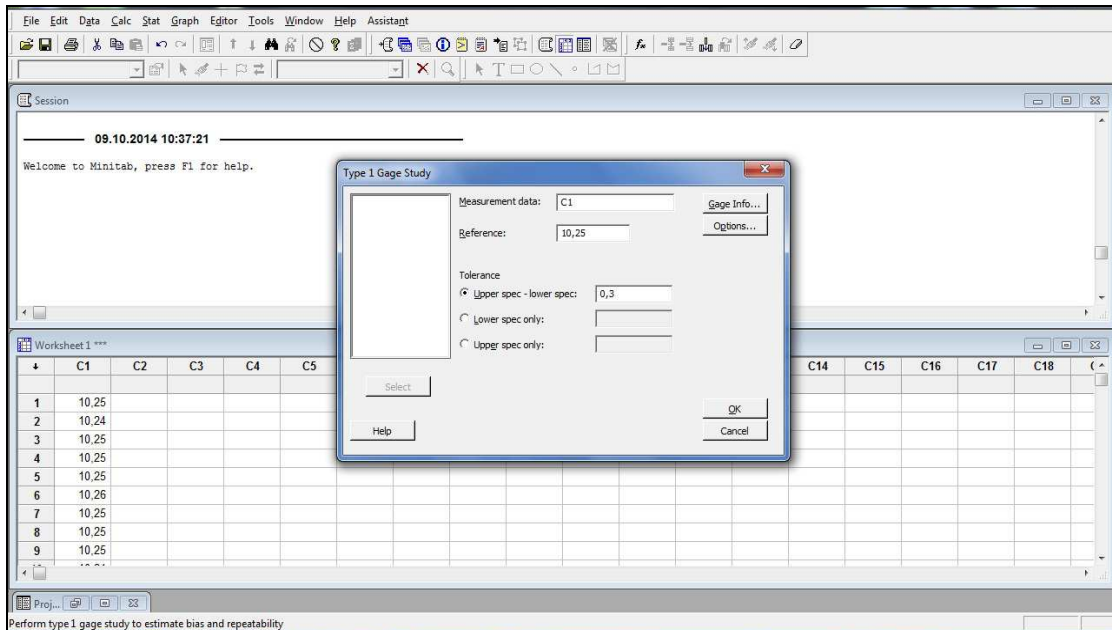 File Edit Data Calc Stat Graph Editor Tools Window Help Assistant
Session
09.10.2014 10:37:21
Welcome to Minitab, press F1 for help.
Type 1 Gage Study
Measurement data: C1
Gage Info...
Reference: 10,25
Options...
Tolerance
Upper spec - lower spec: 0,3
Lower spec only:
Upper spec only:
Select
OK
Help
Cancel
Worksheet 1 ***
C1 C2 C3 C4 C5 C14 C15 C16 C17 C18
1 10,25
2 10,24
3 10,25
4 10,25
5 10,25
6 10,26
7 10,25
8 10,25
9 10,25
Proj...
Perform type 1 gage study to estimate bias and repeatability